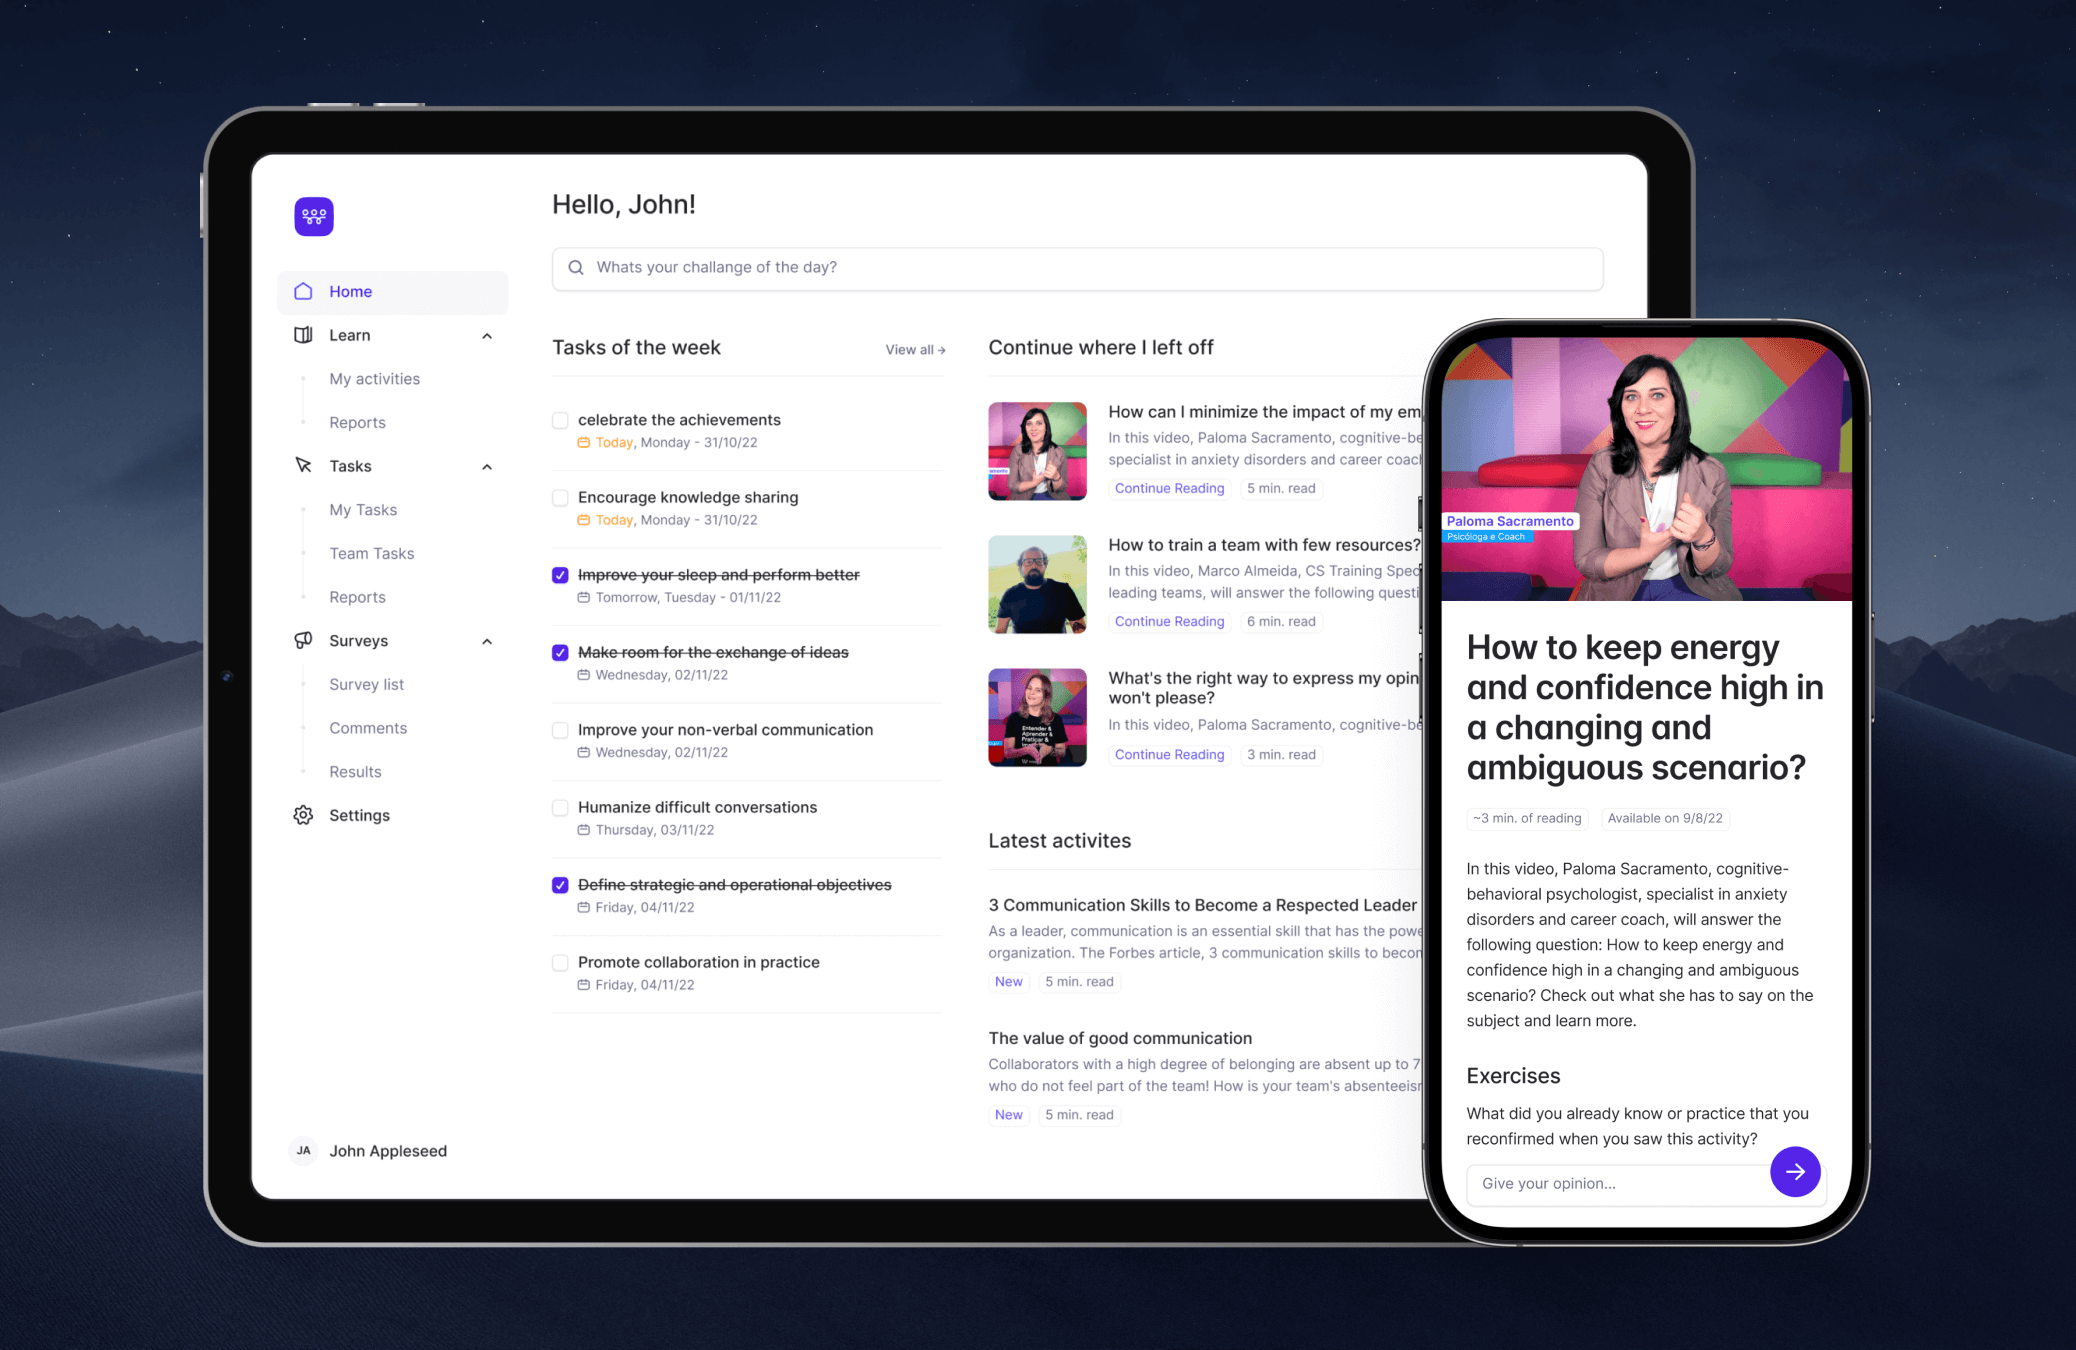 Hello, John!
Whats your challange of the day?
Home
Learn
My activities
Reports
Tasks
My Tasks
Team Tasks
Reports
Surveys
Survey list
Comments
Results
Settings
JA
John Appleseed
Tasks of the week
View all →
celebrate the achievements
Today, Monday - 31/10/22
Encourage knowledge sharing
Today, Monday - 31/10/22
Improve your sleep and perform better
Tomorrow, Tuesday - 01/11/22
Make room for the exchange of ideas
Wednesday, 02/11/22
Improve your non-verbal communication
Wednesday, 02/11/22
Humanize difficult conversations
Thursday, 03/11/22
Define strategic and operational objectives
Friday, 04/11/22
Promote collaboration in practice
Friday, 04/11/22
Continue where I left off
How can I minimize the impact of my em
In this video, Paloma Sacramento, cognitive-be
specialist in anxiety disorders and career coach
Continue Reading
5 min. read
How to train a team with few resources?
In this video, Marco Almeida, CS Training Spec
leading teams, will answer the following questi
Continue Reading
6 min. read
Entender &
Aprender &
Praticar &
What's the right way to express my opin
won't please?
In this video, Paloma Sacramento, cognitive-be
Continue Reading
3 min. read
Latest activites
3 Communication Skills to Become a Respected Leader
As a leader, communication is an essential skill that has the powe
organization. The Forbes article, 3 communication skills to becom
New
5 min. read
The value of good communication
Collaborators with a high degree of belonging are absent up to 7
who do not feel part of the team! How is your team's absenteeism
New
5 min. read
Paloma Sacramento
Psicóloga e Coach
How to keep energy
and confidence high in
a changing and
ambiguous scenario?
~3 min. of reading
Available on 9/8/22
In this video, Paloma Sacramento, cognitive-
behavioral psychologist, specialist in anxiety
disorders and career coach, will answer the
following question: How to keep energy and
confidence high in a changing and ambiguous
scenario? Check out what she has to say on the
subject and learn more.
Exercises
What did you already know or practice that you
reconfirmed when you saw this activity?
Give your opinion...